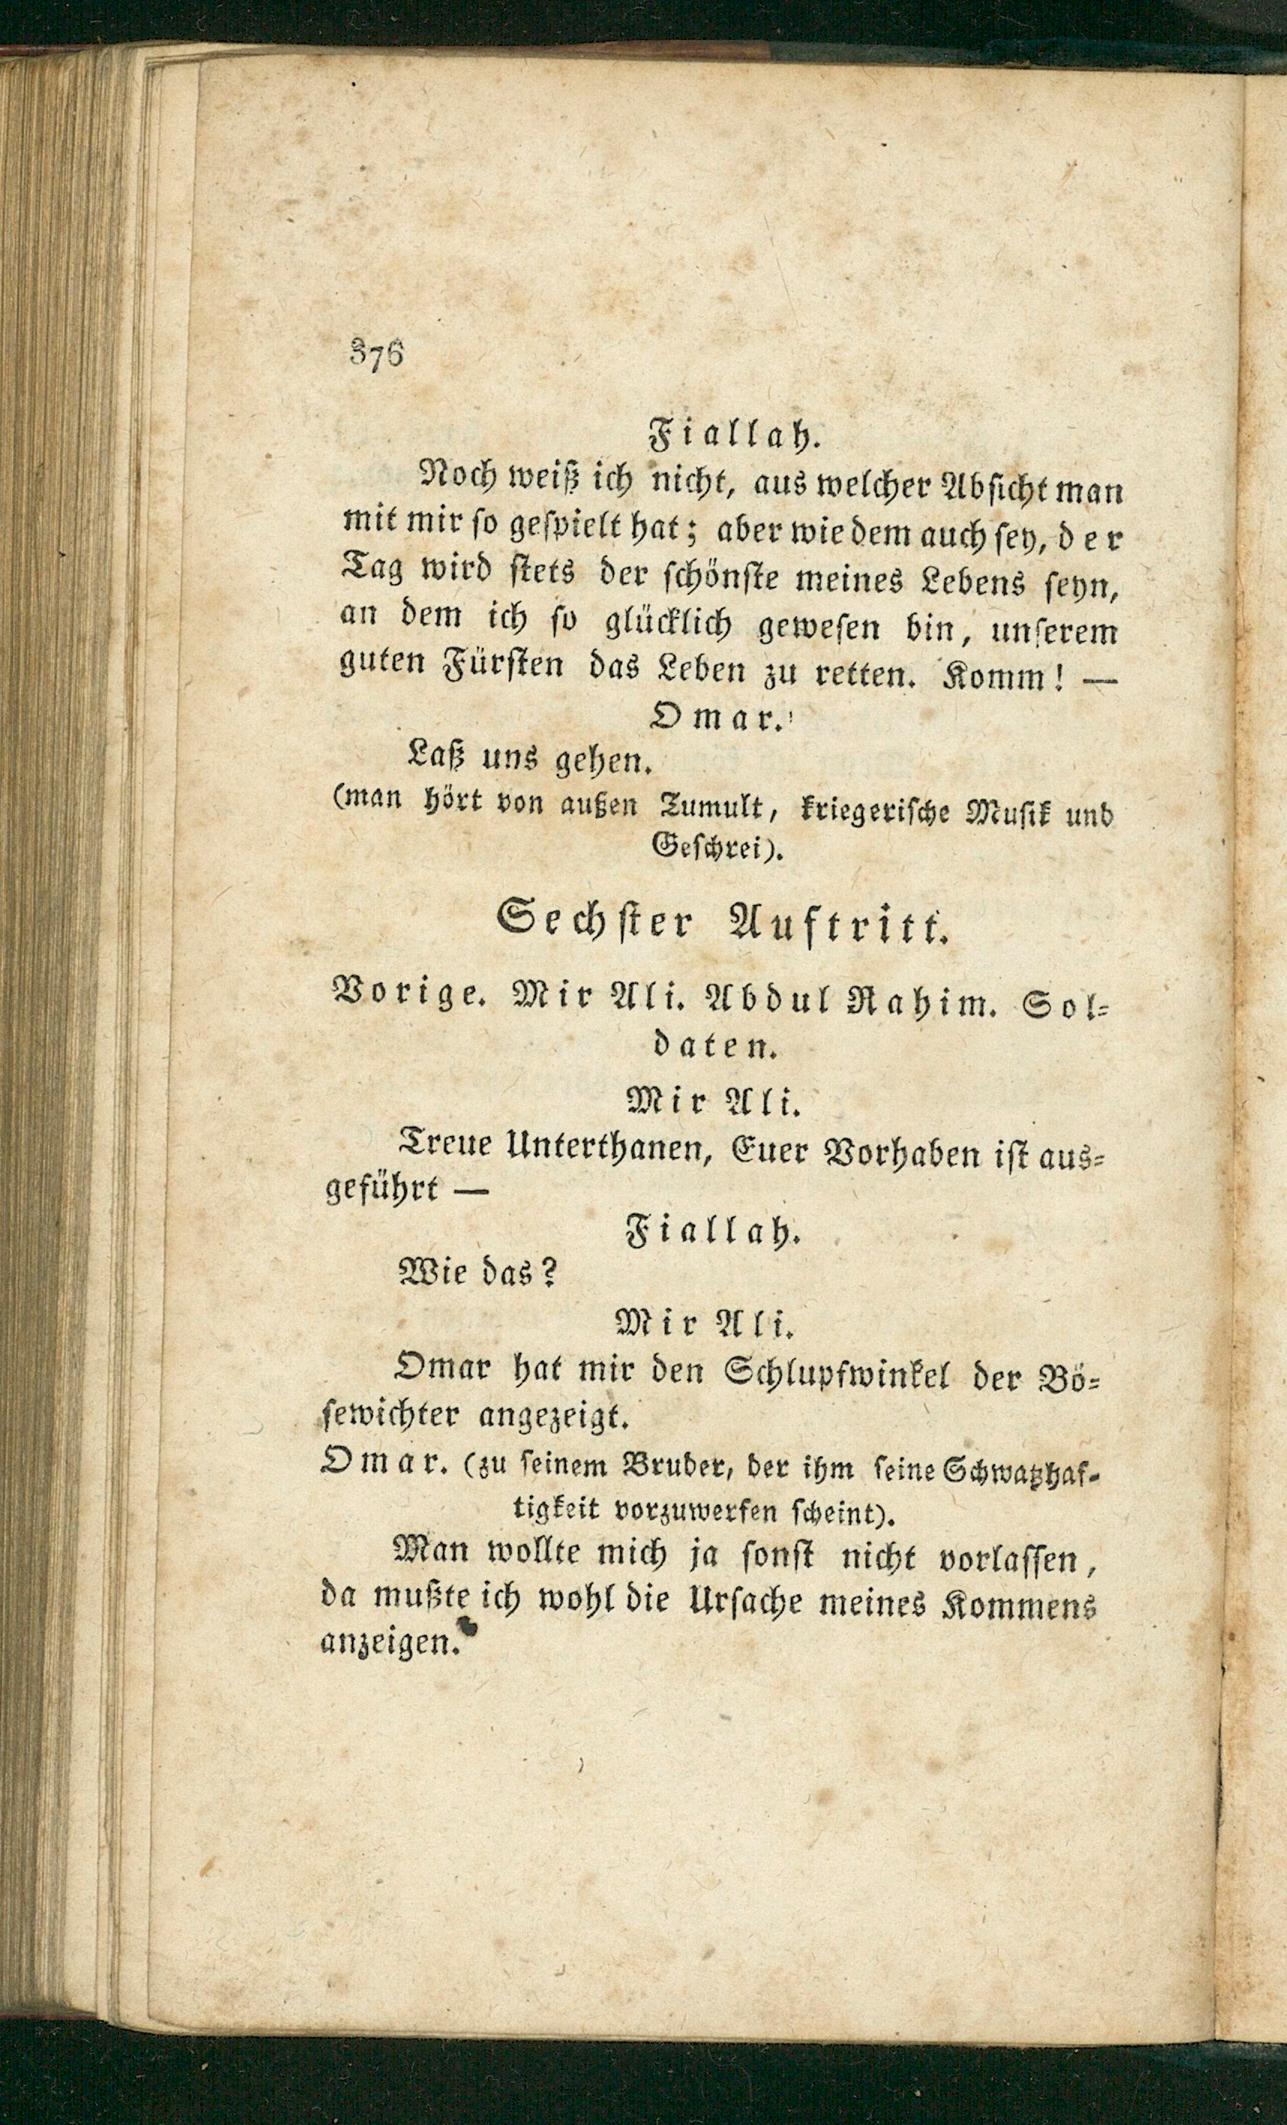 376
Fiallah.
Noch weiß ich nicht, aus welcher Absicht man
mit mir so gespielt hat; aber wie dem auch sey, der
Tag wird stets der schönste meines Lebens seyn,
an dem ich so glücklich gewesen bin, unserem
guten Fürsten das Leben zu retten. Komm! —
Omar.
Laß uns gehen.
(man hört von außen Tumult, kriegerische Musik und
Geschrei).
Sechster Auftritt.
Vorige. Mir Ali. Abdul Rahim. Sol-
daten.
Mir Ali.
Treue Unterthanen, Euer Vorhaben ist aus-
geführt —
Fiallah.
Wie das?
Mir Ali.
Omar hat mir den Schlupfwinkel der Bö-
sewichter angezeigt.
Omar. (zu seinem Bruder, der ihm seine Schwatzhaf-
tigkeit vorzuwerfen scheint).
Man wollte mich ja sonst nicht vorlassen,
da mußte ich wohl die Ursache meines Kommens
anzeigen.